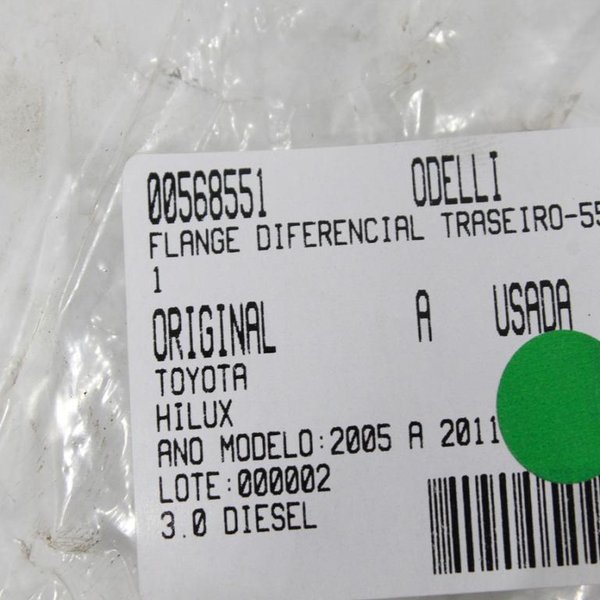 00568551 ODELLI
FLANGE DIFERENCIAL TRASEIRO-55
1
ORIGINAL A USADA
TOYOTA
HILUX
ANO MODELO:2005 A 2011
LOTE:000002
3.0 DIESEL